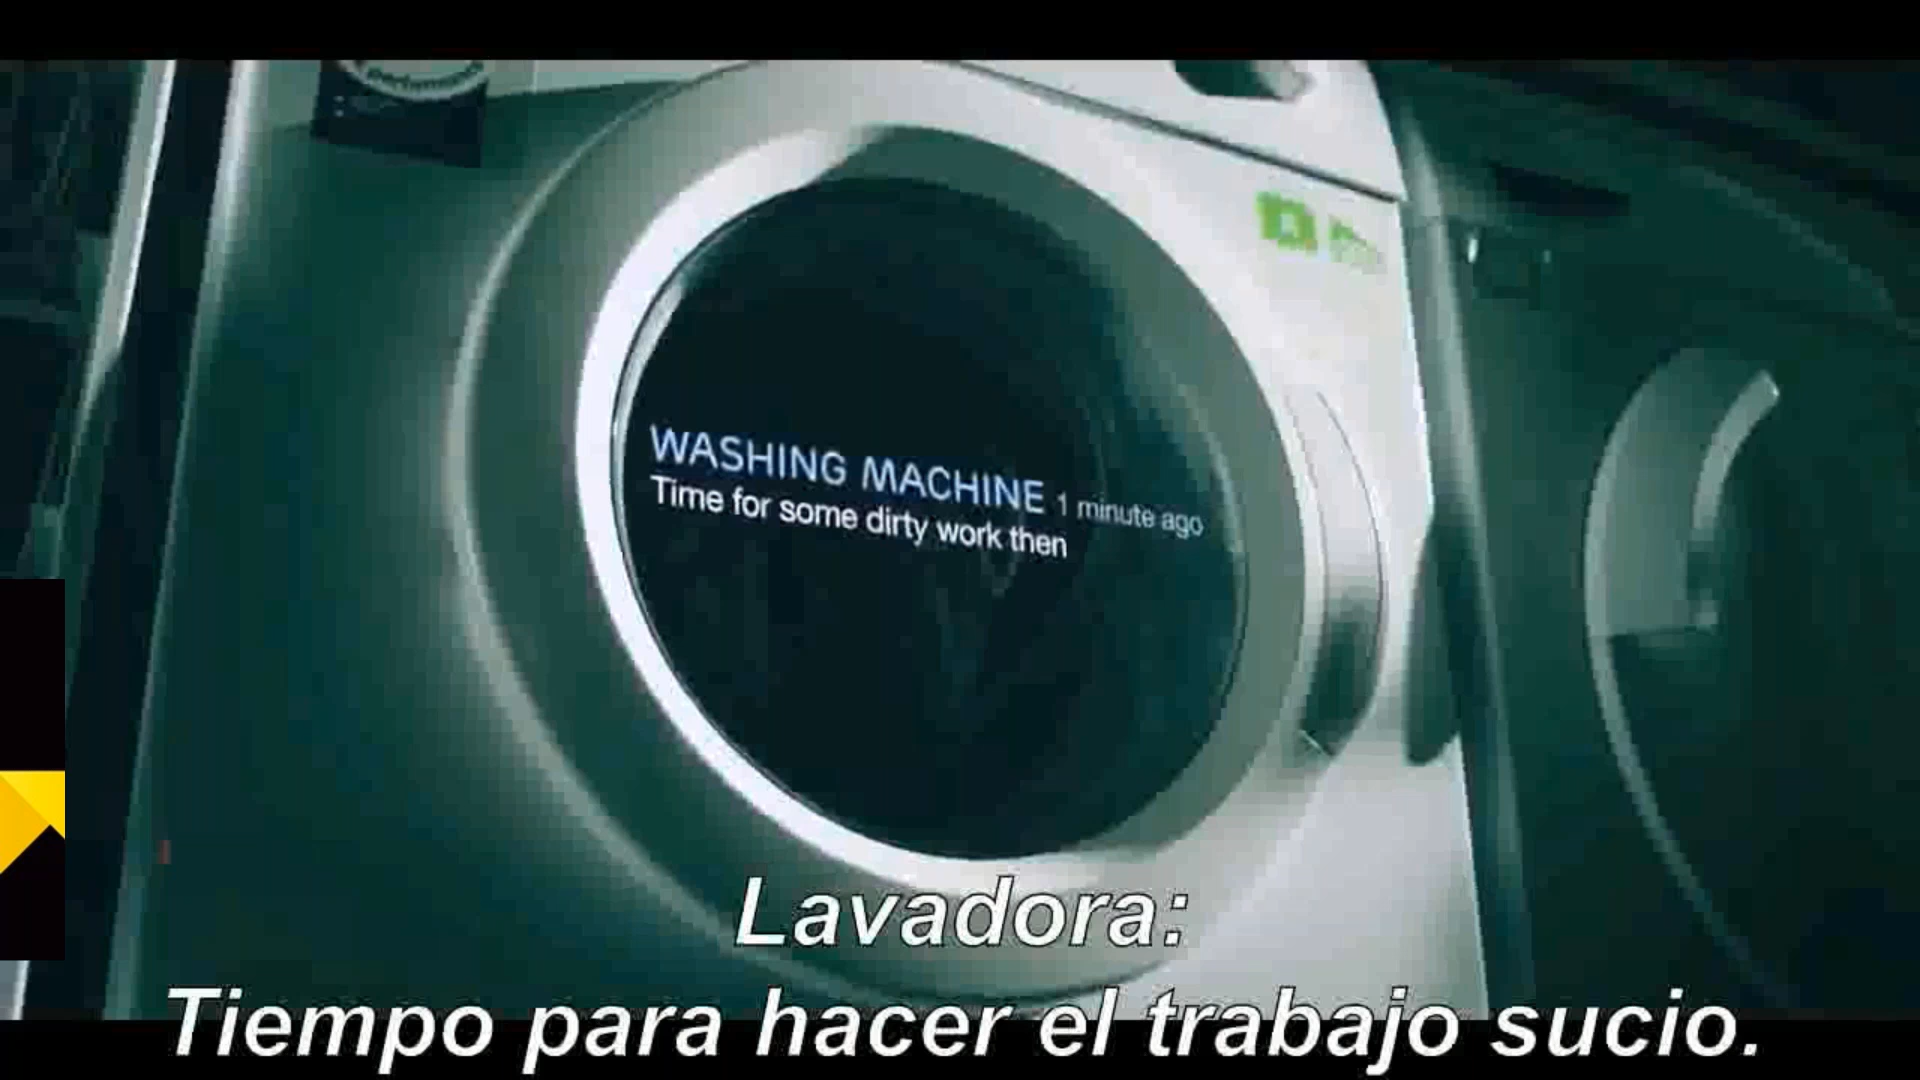 WASHING MACHINE 1 minute ago
Time for some dirty work then
Lavadora:
Tiempo para hacer el trabajo sucio.